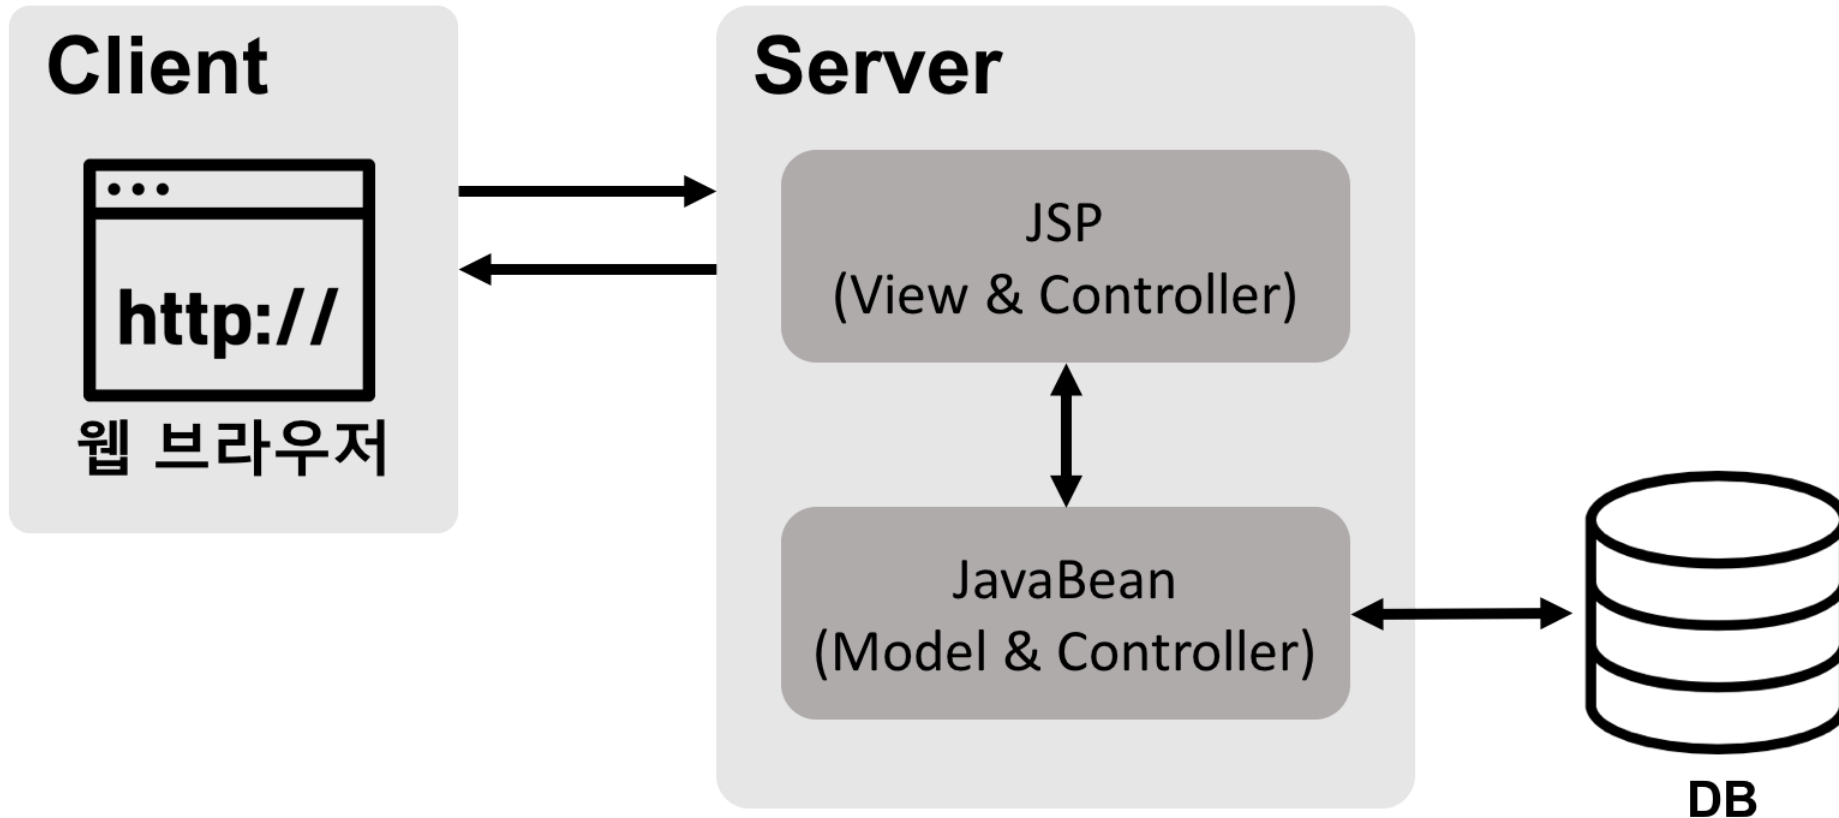 Client
http://
웹 브라우저
Server
JSP
(View & Controller)
JavaBean
(Model & Controller)
DB